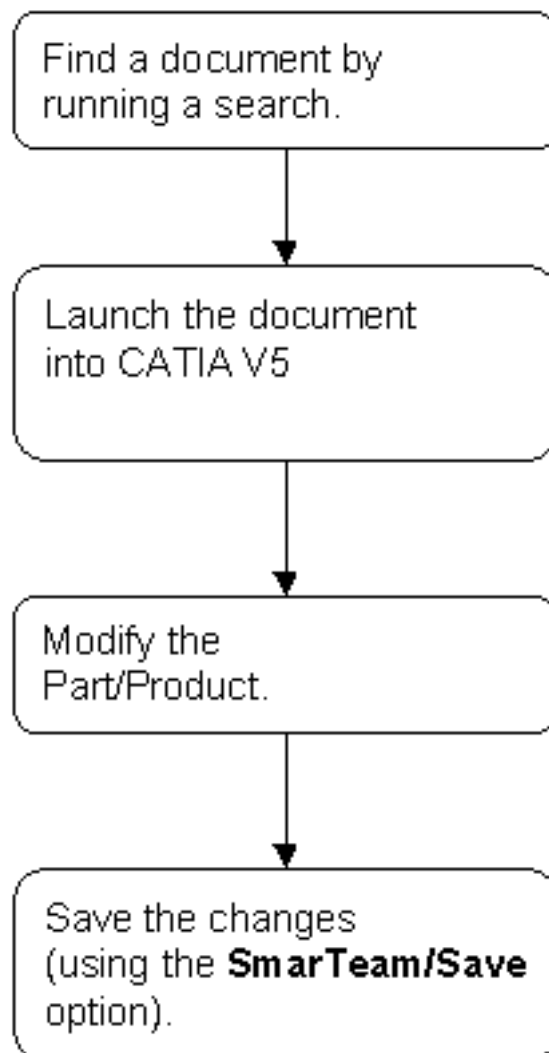 Find a document by
running a search.
Launch the document
into CATIA V5
Modify the
Part/Product.
Save the changes
(using the SmarTeam/Save
option).